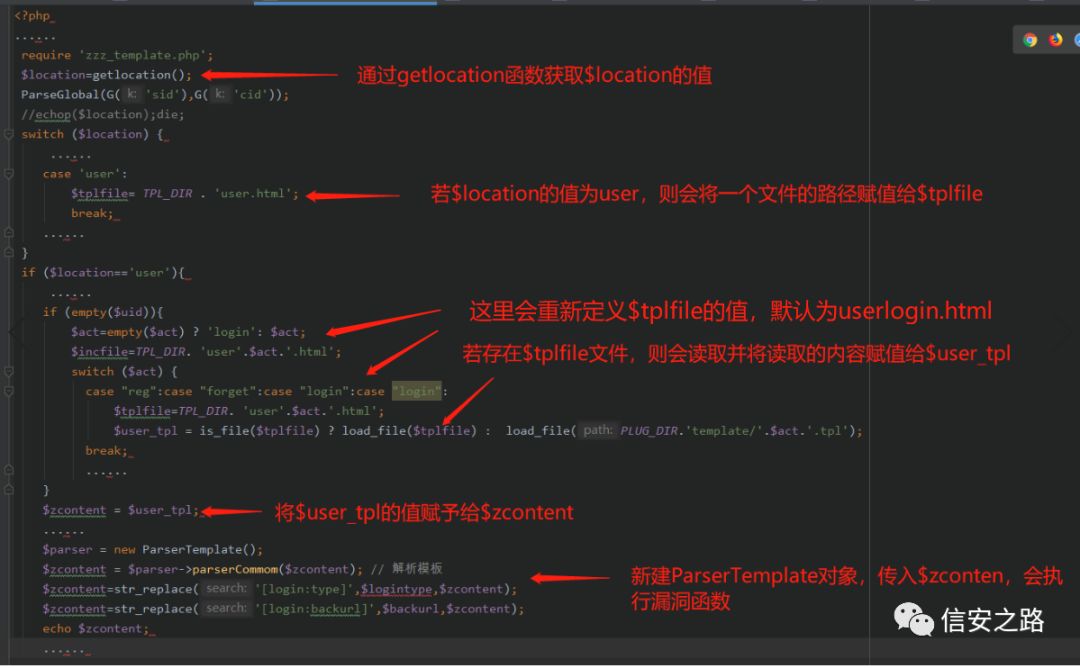 <?php
......
require 'zzz_template.php';
$location=getlocation(); 通过getlocation函数获取$location的值
ParseGlobal(G( k: 'sid'),G( k: 'cid'));
//echop($location);die;
switch ($location) {
......
case 'user':
$tplfile= TPL_DIR . 'user.html'; 若$location的值为user，则会将一个文件的路径赋值给$tplfile
break;
......
}
if ($location=='user'){
......
if (empty($uid)){ 这里会重新定义$tplfile的值，默认为userlogin.html
$act=empty($act) ? 'login': $act;
$incfile=TPL_DIR. 'user'.$act.'.html'; 若存在$tplfile文件，则会读取并将读取的内容赋值给$user_tpl
switch ($act) {
case "reg":case "forget":case "login":case "login":
$tplfile=TPL_DIR. 'user'.$act.'.html';
$user_tpl = is_file($tplfile) ? load_file($tplfile) : load_file( path: PLUG_DIR.'template/'.$act.'.tpl');
break;
......
}
$zcontent = $user_tpl; 将$user_tpl的值赋予给$zcontent
......
$parser = new ParserTemplate();
$zcontent = $parser->parserCommom($zcontent); // 解析模板
$zcontent=str_replace( search: '[login:type]',$logintype,$zcontent); 新建ParserTemplate对象，传入$zconten，会执
行漏洞函数
$zcontent=str_replace( search: '[login:backurl]',$backurl,$zcontent);
echo $zcontent;
......
信安之路